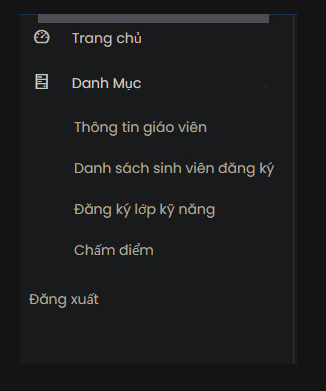 Trang chủ
Danh Mục
Thông tin giáo viên
Danh sách sinh viên đăng ký
Đăng ký lớp kỹ năng
Chấm điểm
Đăng xuất